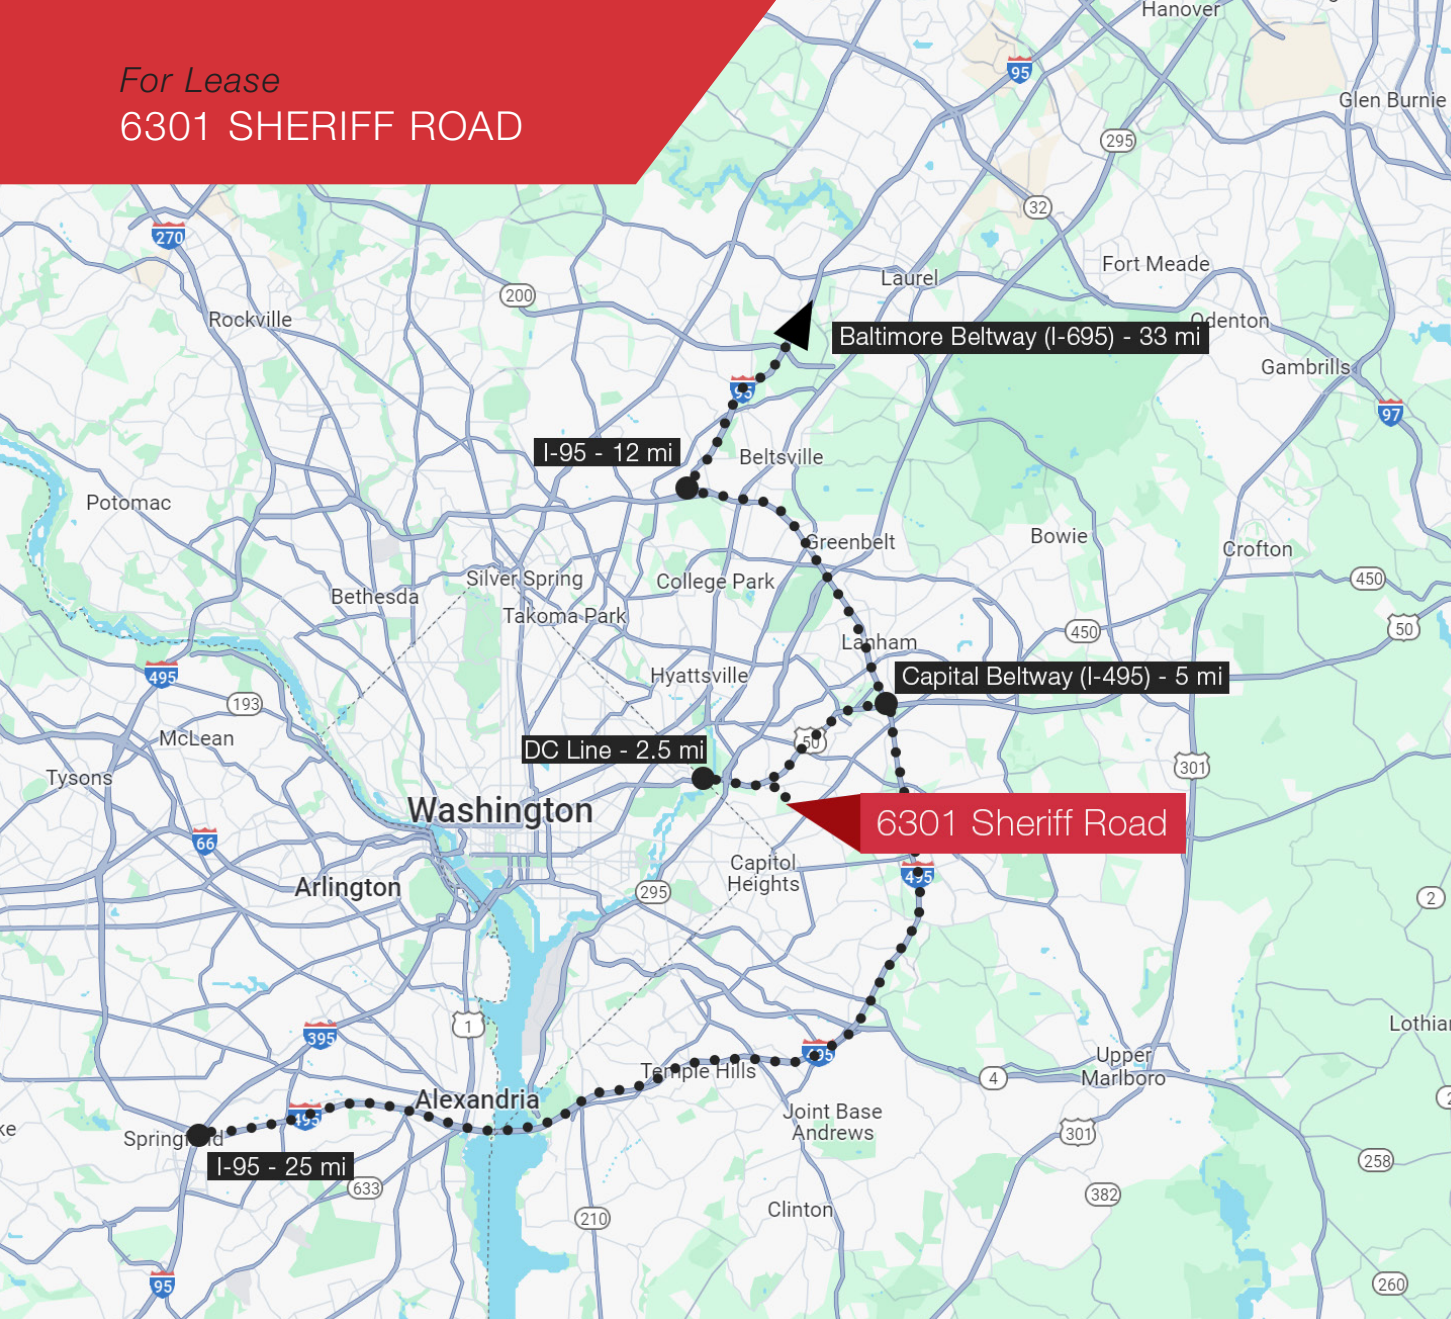 For Lease
6301 SHERIFF ROAD
Hanover
95
Glen Burnie
295
32
270
Fort Meade
Laurel
200
Rockville
Odenton
Baltimore Beltway (I-695) - 33 mi
Gambrills
95
97
I-95 - 12 mi
Beltsville
Potomac
Greenbelt
Bowie
Crofton
Silver Spring
College Park
450
Bethesda
Takoma Park
450
50
Lanham
495
Hyattsville
Capital Beltway (I-495) - 5 mi
193
McLean
50
DC Line - 2.5 mi
301
Tysons
Washington
6301 Sheriff Road
66
Capitol
Heights
495
Arlington
295
2
1
Lothia
395
495
Upper
Marlboro
Temple Hills
4
Alexandria
495
Joint Base
Andrews
301
ke
Springfield
I-95 - 25 mi
258
633
382
Clinton
210
95
260